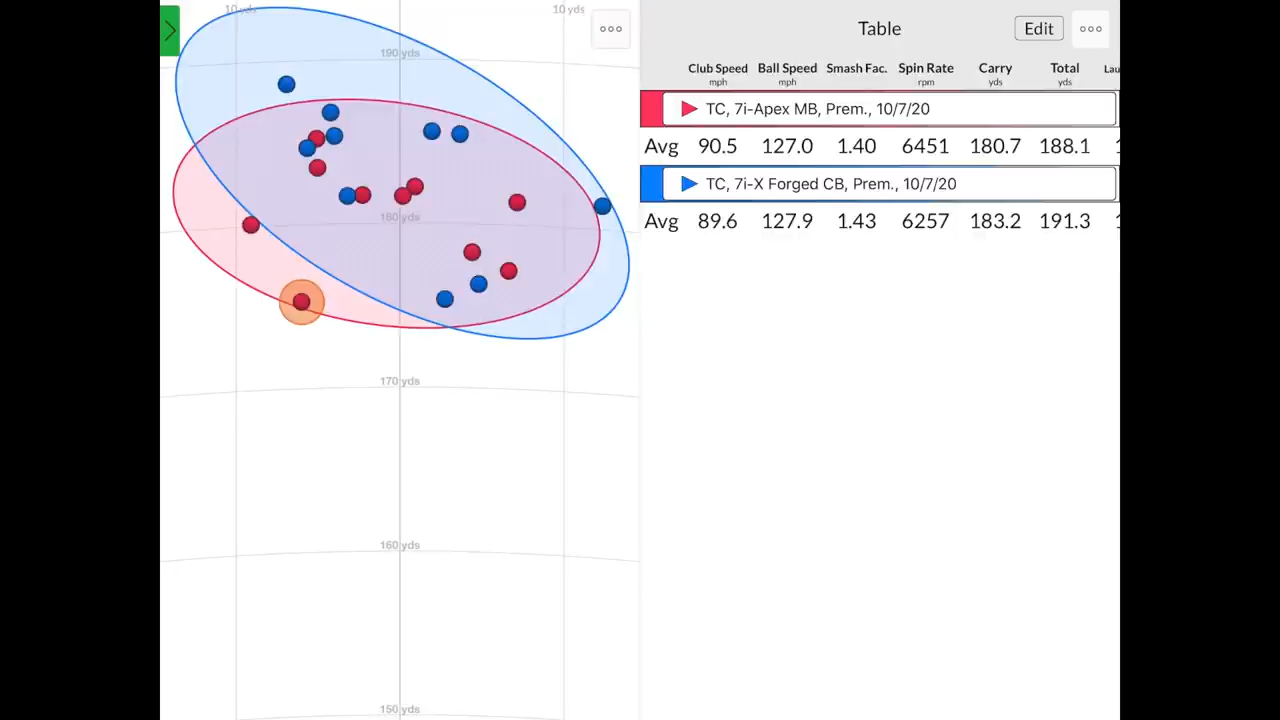 10 yds 10 yds
190 yds
180 yds
170 yds
160 yds
150 yds
Table Edit
Club Speed Ball Speed Smash Fac. Spin Rate Carry Total
mph mph rpm yds yds
TC, 7i-Apex MB, Prem., 10/7/20
Avg 90.5 127.0 1.40 6451 180.7 188.1
TC, 7i-X Forged CB, Prem., 10/7/20
Avg 89.6 127.9 1.43 6257 183.2 191.3